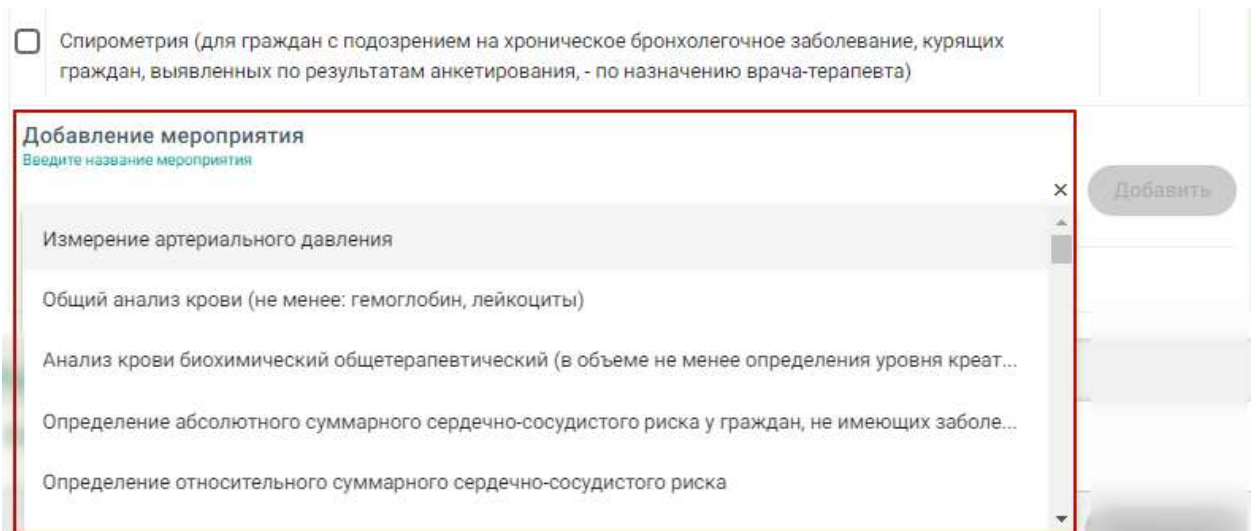 Спирометрия (для граждан с подозрением на хроническое бронхолегочное заболевание, курящих
граждан, выявленных по результатам анкетирования, - по назначению врача-терапевта)
Добавление мероприятия
Введите название мероприятия
Добавить
Измерение артериального давления
Общий анализ крови (не менее: гемоглобин, лейкоциты)
Анализ крови биохимический общетерапевтический (в объеме не менее определения уровня креат...
Определение абсолютного суммарного сердечно-сосудистого риска у граждан, не имеющих заболе...
Определение относительного суммарного сердечно-сосудистого риска